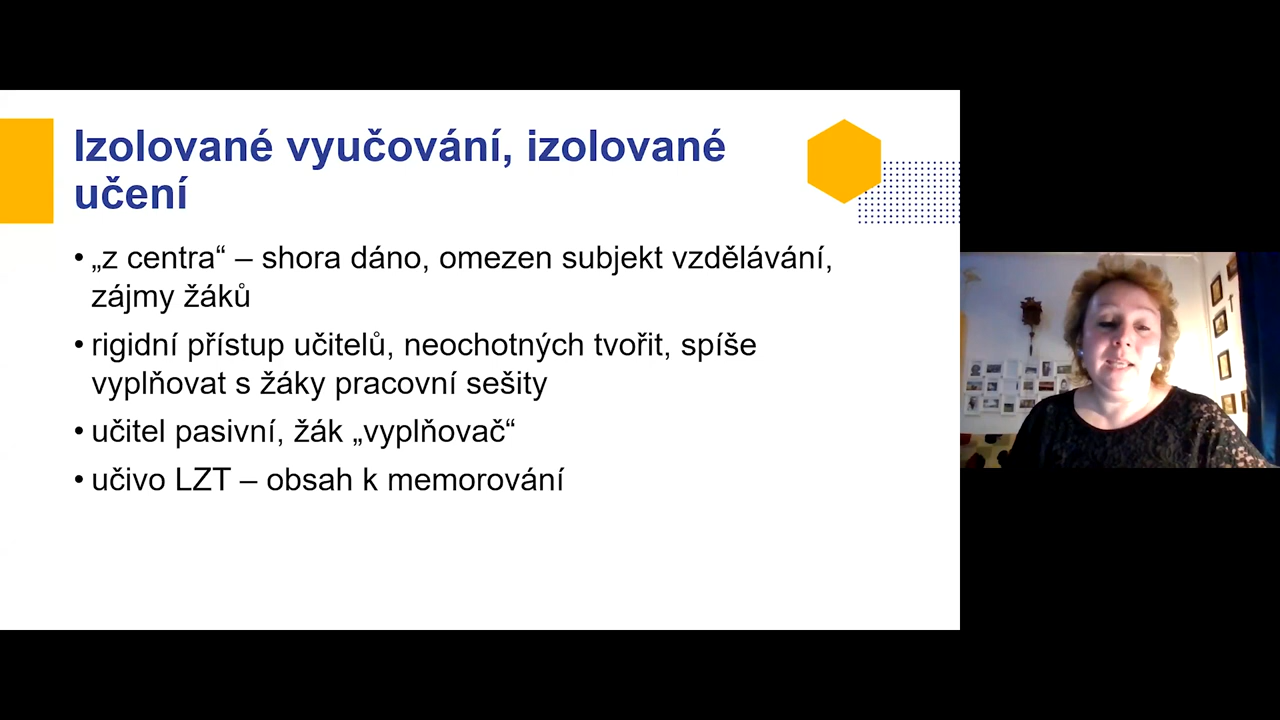 Izolované vyučování, izolované
učení
• „z centra“ – shora dáno, omezen subjekt vzdělávání,
zájmy žáků
• rigidní přístup učitelů, neochotných tvořit, spíše
vyplňovat s žáky pracovní sešity
• učitel pasivní, žák „vyplňovač“
• učivo LZT – obsah k memorování